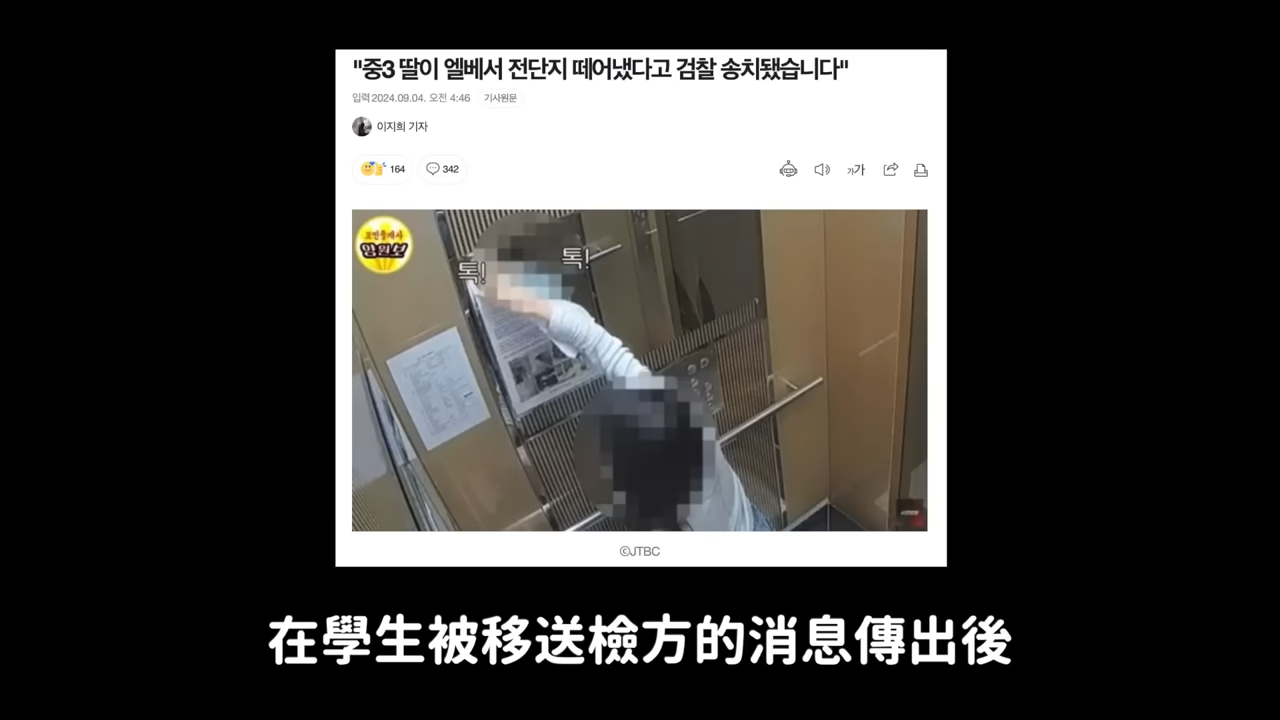 "중3 딸이 엘베서 전단지 떼어냈다고 검찰 송치됐습니다"
입력 2024.09.04. 오전 4:46 기사원문
이지희 기자
164 342 가가
톡! 톡!
©JTBC
在學生被移送檢方的消息傳出後